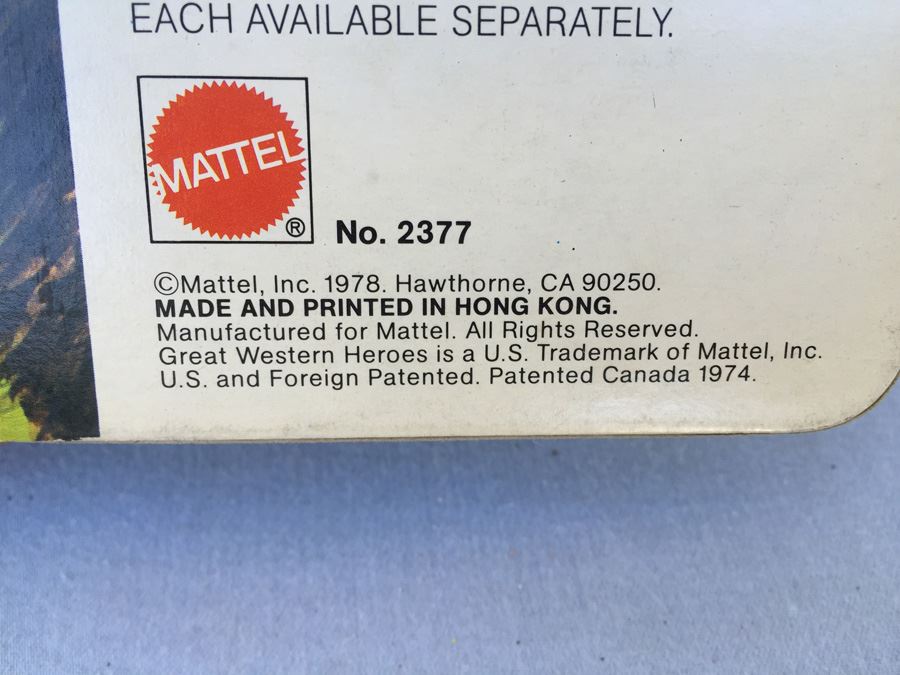 EACH AVAILABLE SEPARATELY.
MATTEL
®
No. 2377
©Mattel, Inc. 1978. Hawthorne, CA 90250.
MADE AND PRINTED IN HONG KONG.
Manufactured for Mattel. All Rights Reserved.
Great Western Heroes is a U.S. Trademark of Mattel, Inc.
U.S. and Foreign Patented. Patented Canada 1974.